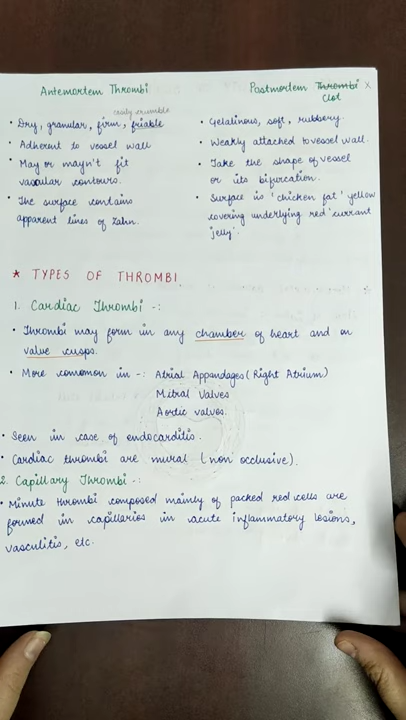 Antemortem Thrombi
easily crumble
• Dry, granular, firm, friable
• Adherent to vessel wall
• May or mayn't fit
vascular contours.
• The surface contains
apparent lines of Zahn.
Postmortem Thrombi x
Clot
• Gelatinous, soft, rubbery
• Weakly attached to vessel wall.
• Take the shape of vessel
or its bifurcation.
• Surface is 'chicken fat' yellow
covering underlying red 'currant
jelly'.
* TYPES OF THROMBI
1. Cardiac Thrombi -:
• Thrombi may form in any chamber of heart and on
valve cusps.
• More common in -: Atrial Appendages (Right Atrium)
Mitral Valves
Aortic valves.
• Seen in case of endocarditis.
• Cardiac thrombi are mural (non occlusive).
2. Capillary Thrombi -:
• Minute thrombi composed mainly of packed red cells are
formed in capillaries in acute inflammatory lesions,
vasculitis, etc.